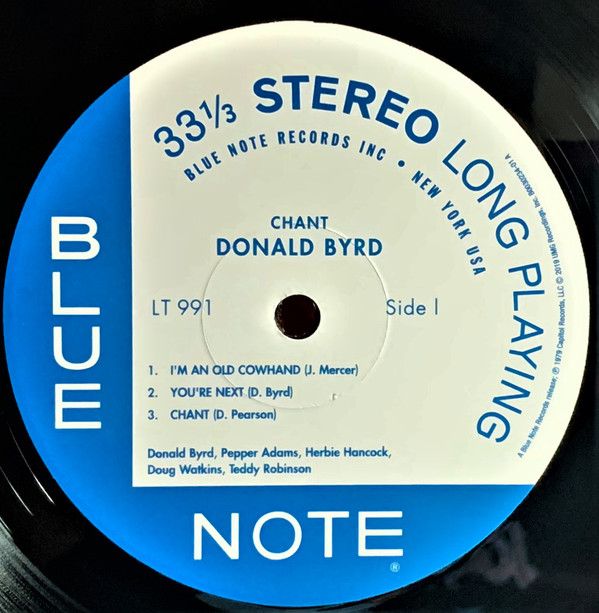 33 1/3 STEREO LONG PLAYING
BLUE NOTE RECORDS INC • NEW YORK USA
CHANT
DONALD BYRD
LT 991
Side I
1. I'M AN OLD COWHAND (J. Mercer)
2. YOU'RE NEXT (D. Byrd)
3. CHANT (D. Pearson)
Donald Byrd, Pepper Adams, Herbie Hancock,
Doug Watkins, Teddy Robinson
BLUE
NOTE®
A Blue Note Records release; ℗ 1979 Capitol Records, LLC © 2019 UMG Recordings, Inc. B0030234-01 A